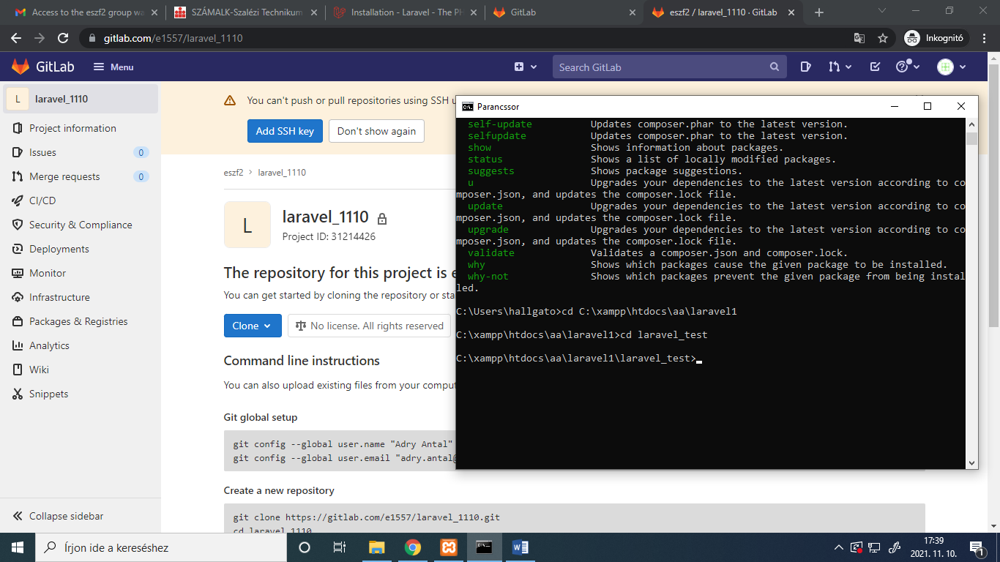 Access to the eszf2 group wa
SZÁMALK-Szalézi Technikum
Installation - Laravel - The PH
GitLab
eszf2 / laravel_1110 · GitLab
gitlab.com/e1557/laravel_1110
Inkognitó
GitLab
Menu
Search GitLab
L
laravel_1110
Project information
Issues
0
Merge requests
0
CI/CD
Security & Compliance
Deployments
Monitor
Infrastructure
Packages & Registries
Analytics
Wiki
Snippets
Collapse sidebar
You can't push or pull repositories using SSH u
Add SSH key
Don't show again
eszf2
laravel_1110
L
laravel_1110
Project ID: 31214426
The repository for this project is e
You can get started by cloning the repository or sta
Clone
No license. All rights reserved
Command line instructions
You can also upload existing files from your comput
Git global setup
git config --global user.name "Adry Antal"
git config --global user.email "adry.antal@
Create a new repository
git clone https://gitlab.com/e1557/laravel_1110.git
cd laravel_1110
Parancssor
self-update Updates composer.phar to the latest version.
selfupdate Updates composer.phar to the latest version.
show Shows information about packages.
status Shows a list of locally modified packages.
suggests Shows package suggestions.
u Upgrades your dependencies to the latest version according to co
mposer.json, and updates the composer.lock file.
update Upgrades your dependencies to the latest version according to co
mposer.json, and updates the composer.lock file.
upgrade Upgrades your dependencies to the latest version according to co
mposer.json, and updates the composer.lock file.
validate Validates a composer.json and composer.lock.
why Shows which packages cause the given package to be installed.
why-not Shows which packages prevent the given package from being instal
led.
C:\Users\hallgato>cd C:\xampp\htdocs\aa\laravel1
C:\xampp\htdocs\aa\laravel1>cd laravel_test
C:\xampp\htdocs\aa\laravel1\laravel_test>
Írjon ide a kereséshez
17:39
2021. 11. 10.
1